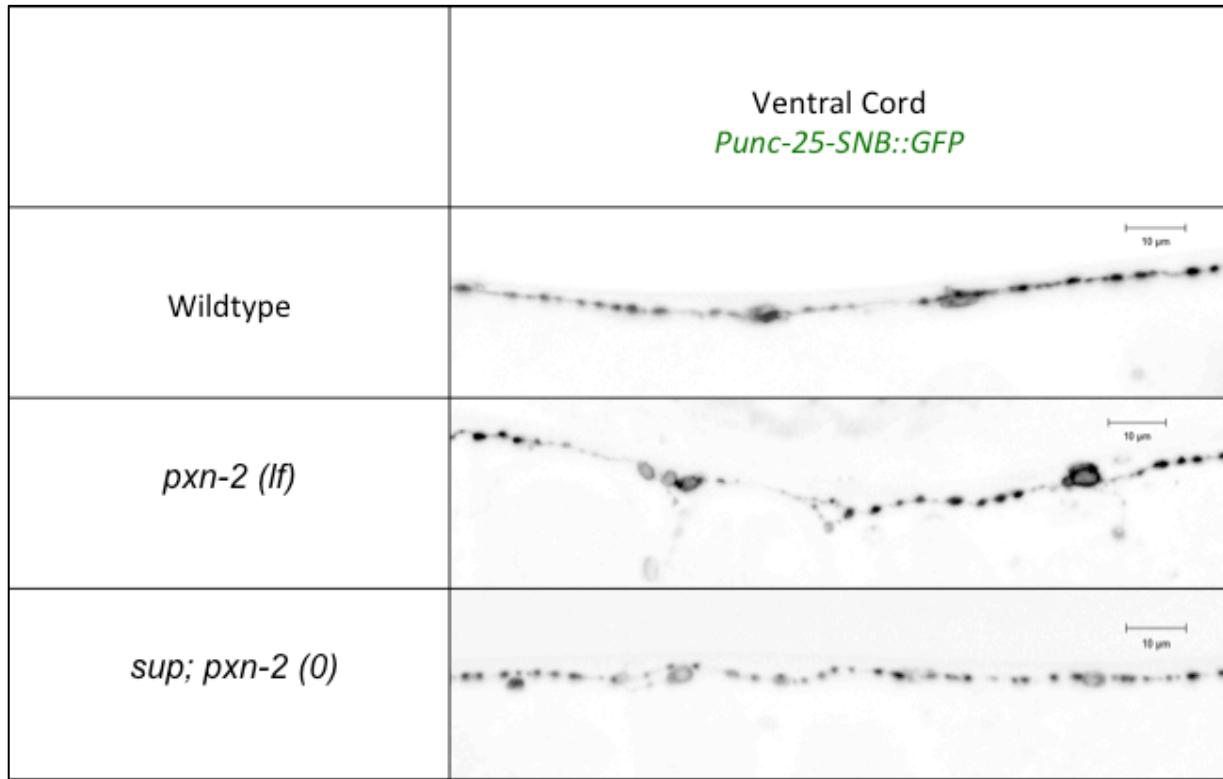 Ventral Cord
Punc-25-SNB::GFP
Wildtype
10 µm
pxn-2 (lf)
10 µm
sup; pxn-2 (0)
10 µm